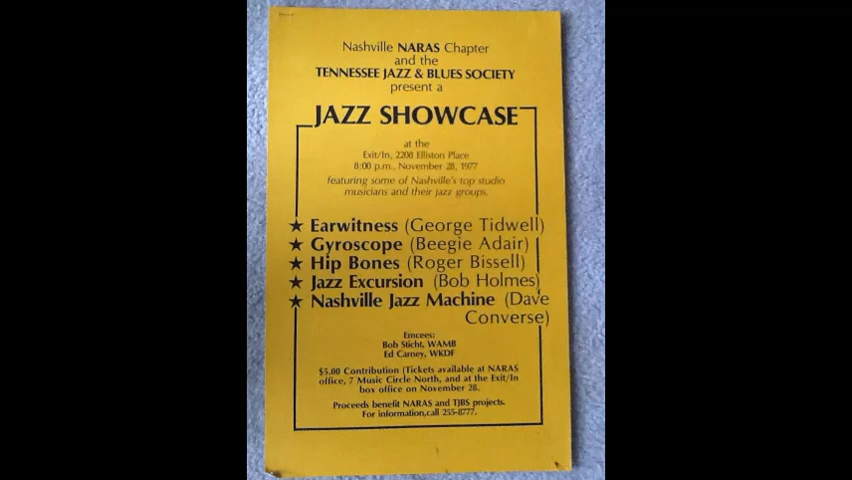 Nashville NARAS Chapter
and the
TENNESSEE JAZZ & BLUES SOCIETY
present a
JAZZ SHOWCASE
at the
Exit/In, 2208 Elliston Place
8:00 p.m., November 28, 1977
featuring some of Nashville's top studio
musicians and their jazz groups.
★ Earwitness (George Tidwell)
★ Gyroscope (Beegie Adair)
★ Hip Bones (Roger Bissell)
★ Jazz Excursion (Bob Holmes)
★ Nashville Jazz Machine (Dave
Converse)
Emcees:
Bob Sticht, WAMB
Ed Carney, WKDF
$5.00 Contribution (Tickets available at NARAS
office, 7 Music Circle North, and at the Exit/In
box office on November 28.
Proceeds benefit NARAS and TJBS projects.
For information,call 255-8777.